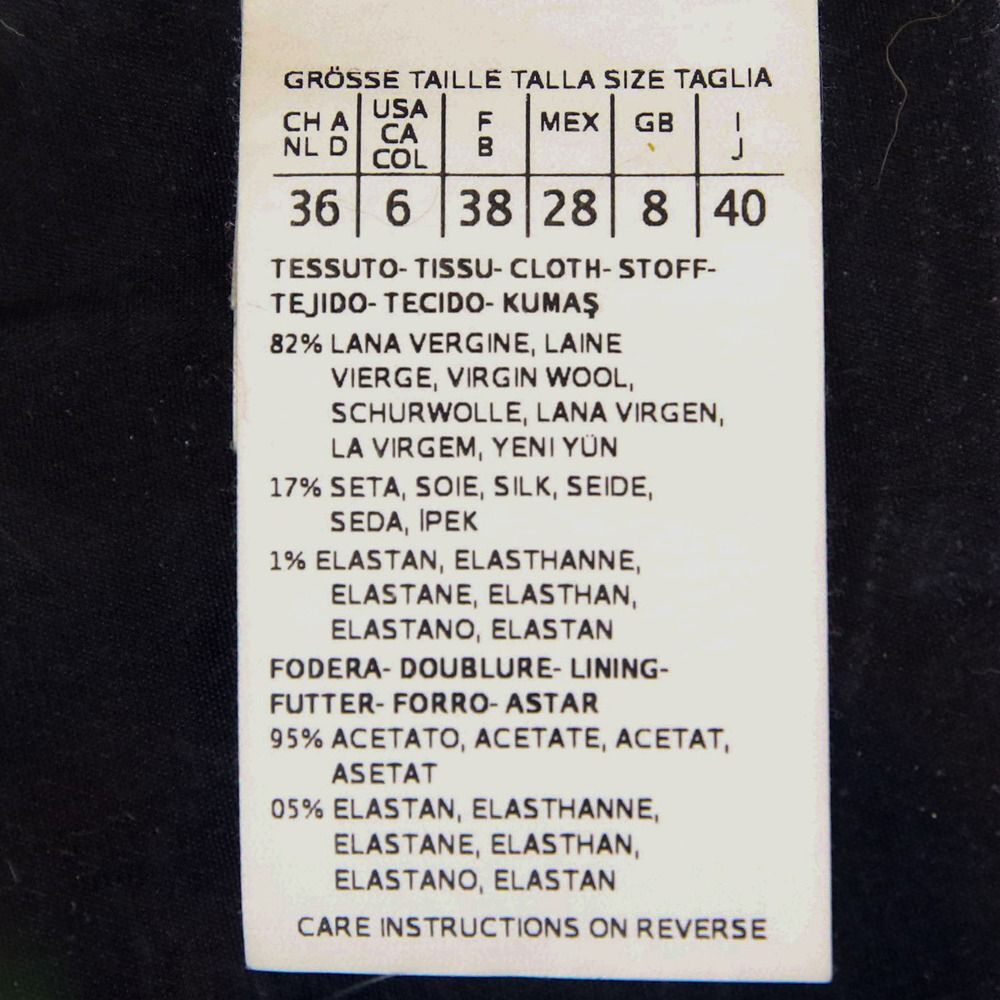 GRÖSSE TAILLE TALLA SIZE TAGLIA
CH A NL D | USA CA COL | F B | MEX | GB | I J
36 | 6 | 38 | 28 | 8 | 40
TESSUTO- TISSU- CLOTH- STOFF-
TEJIDO- TECIDO- KUMAŞ
82% LANA VERGINE, LAINE
VIERGE, VIRGIN WOOL,
SCHURWOLLE, LANA VIRGEN,
LA VIRGEM, YENI YÜN
17% SETA, SOIE, SILK, SEIDE,
SEDA, İPEK
1% ELASTAN, ELASTHANNE,
ELASTANE, ELASTHAN,
ELASTANO, ELASTAN
FODERA- DOUBLURE- LINING-
FUTTER- FORRO- ASTAR
95% ACETATO, ACETATE, ACETAT,
ASETAT
05% ELASTAN, ELASTHANNE,
ELASTANE, ELASTHAN,
ELASTANO, ELASTAN
CARE INSTRUCTIONS ON REVERSE